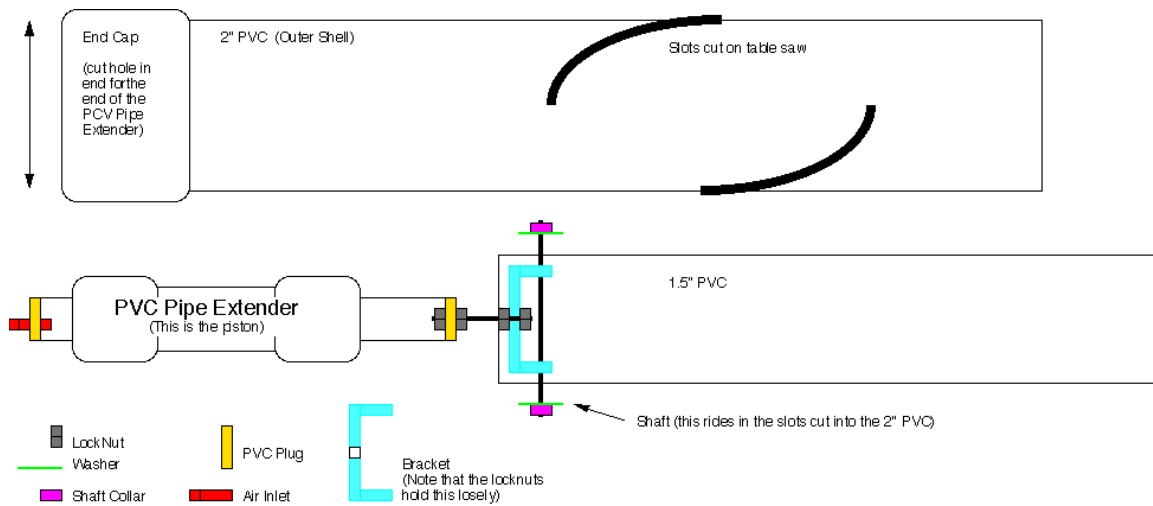 End Cap
(cut hole in
end forthe
end of the
PCV Pipe
Extender)
2" PVC (Outer Shell)
Slots cut on table saw
PVC Pipe Extender
(This is the piston)
1.5" PVC
Shaft (this rides in the slots cut into the 2" PVC)
LockNut
Washer
Shaft Collar
PVC Plug
Air Inlet
Bracket
(Note that the locknuts
hold this losely)